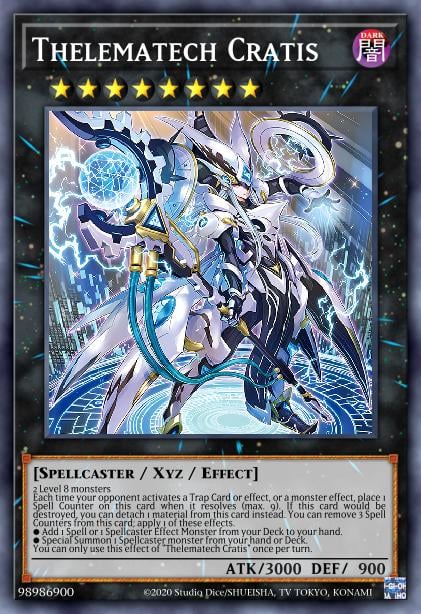 THELEMATECH CRATIS
DARK
闇
[SPELLCASTER / XYZ / EFFECT]
2 Level 8 monsters
Each time your opponent activates a Trap Card or effect, or a monster effect, place 1
Spell Counter on this card when it resolves (max. 9). If this card would be
destroyed, you can detach 1 material from this card instead. You can remove 3 Spell
Counters from this card; apply 1 of these effects.
● Add 1 Spell or 1 Spellcaster Effect Monster from your Deck to your hand.
● Special Summon 1 Spellcaster monster from your hand or Deck.
You can only use this effect of "Thelematech Cratis" once per turn.
ATK/3000 DEF/ 900
98986900
©2020 Studio Dice/SHUEISHA, TV TOKYO, KONAMI